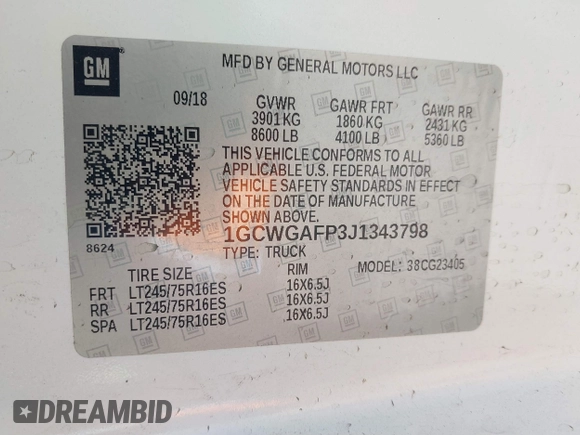 GM
MFD BY GENERAL MOTORS LLC
09/18 GVWR GAWR FRT GAWR RR
3901 KG 1860 KG 2431 KG
8600 LB 4100 LB 5360 LB
THIS VEHICLE CONFORMS TO ALL
APPLICABLE U.S. FEDERAL MOTOR
VEHICLE SAFETY STANDARDS IN EFFECT
ON THE DATE OF MANUFACTURE
SHOWN ABOVE.
8624 1GCWGAFP3J1343798
TYPE: TRUCK
TIRE SIZE RIM MODEL: 38CG23405
FRT LT245/75R16ES 16X6.5J
RR LT245/75R16ES 16X6.5J
SPA LT245/75R16ES 16X6.5J
DREAMBID